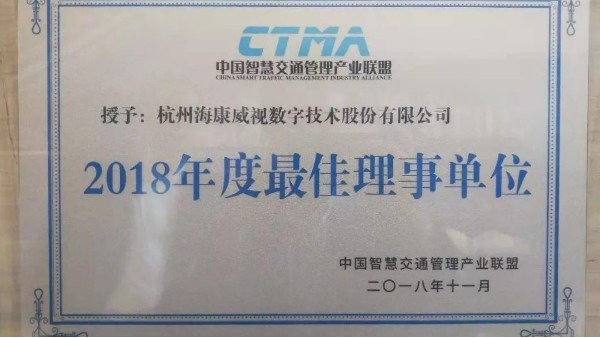 CTMA
中国智慧交通管理产业联盟
CHINA SMART TRAFFIC MANAGEMENT INDUSTRY ALLIANCE
授予：杭州海康威视数字技术股份有限公司
2018年度最佳理事单位
中国智慧交通管理产业联盟
二〇一八年十一月